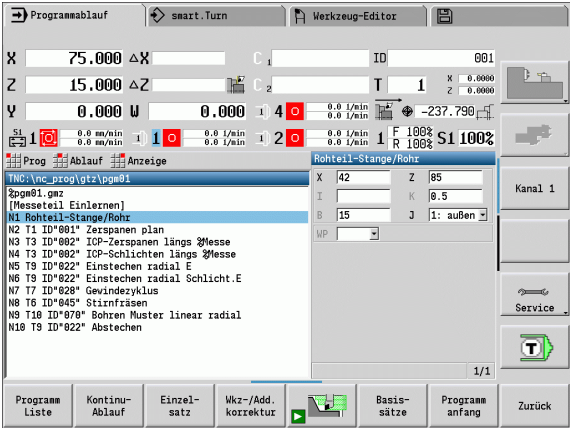 Programmablauf smart.Turn Werkzeug-Editor
X 75.000 ΔX C 1 ID 001
Z 15.000 ΔZ C 2 T 1 X 0.0000 Z 0.0000
Y 0.000 W 0.000 4 0.0 1/min 0.0 1/min -237.790
S1 1 0.0 mm/min 0.0 mm/min 1 0.0 1/min 0.0 1/min 2 0.0 1/min 0.0 1/min 1 F 100% R 100% S1 100%
Prog Ablauf Anzeige
TNC:\nc_prog\gtz\pgm01
%pgm01.gmz
[Messeteil Einlernen]
N1 Rohteil-Stange/Rohr
N2 T1 ID"001" Zerspanen plan
N3 T3 ID"002" ICP-Zerspanen längs %Messe
N4 T3 ID"002" ICP-Schlichten längs %Messe
N5 T9 ID"022" Einstechen radial E
N6 T9 ID"022" Einstechen radial Schlicht.E
N7 T7 ID"028" Gewindezyklus
N8 T6 ID"045" Stirnfräsen
N9 T10 ID"070" Bohren Muster linear radial
N10 T9 ID"022" Abstechen
Rohteil-Stange/Rohr
X 42 Z 85
I K 0.5
B 15 J 1: außen
WP
1/1
Kanal 1
Service
T
Programm Liste
Kontinu-Ablauf
Einzel-satz
Wkz-/Add. korrektur
Basis-sätze
Programm anfang
Zurück